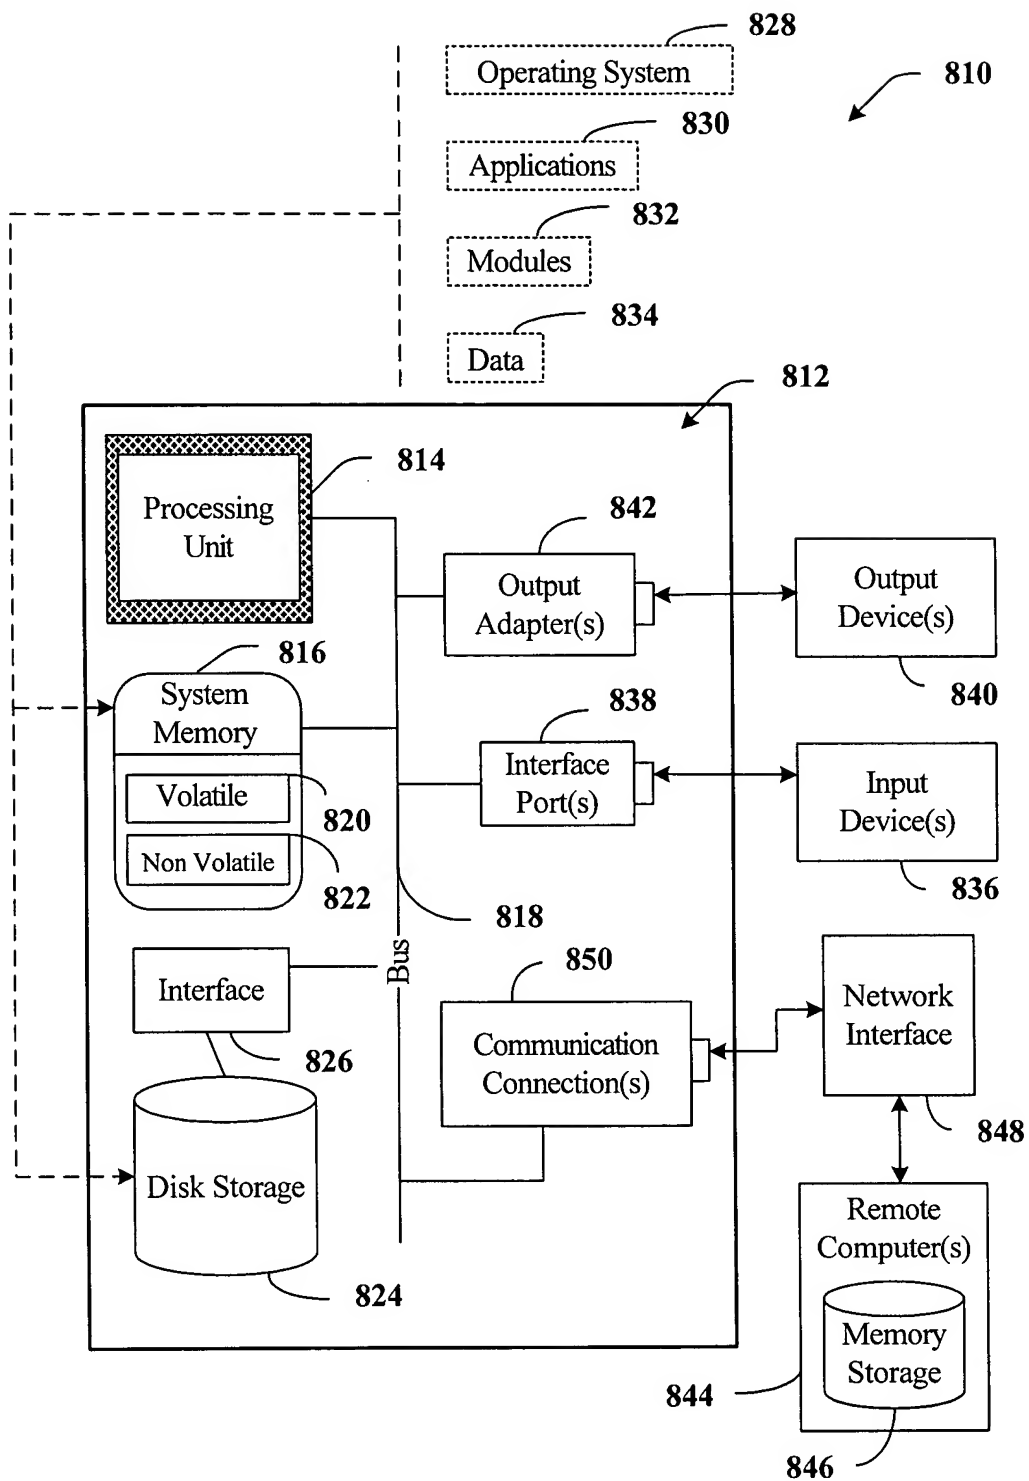 828
Operating System
810
830
Applications
832
Modules
834
Data
812
814
Processing
Unit
842
Output
Adapter(s)
Output
Device(s)
840
816
System
Memory
838
Interface
Port(s)
Input
Device(s)
836
Volatile
820
Non Volatile
822
818
Bus
850
Interface
826
Communication
Connection(s)
Network
Interface
848
Disk Storage
824
Remote
Computer(s)
Memory
Storage
844
846